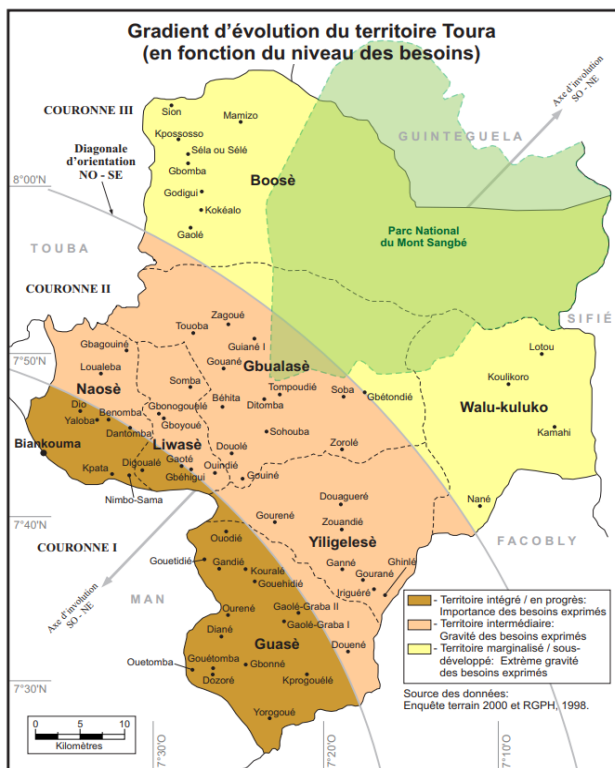 Gradient d'évolution du territoire Toura
(en fonction du niveau des besoins)
COURONNE III
Sion
Mamizo
Kpossosso
Séla ou Sélé
Gbomba
Diagonale
d'orientation
NO - SE
Boosè
Godigui
Kokéalo
Gaolé
8°00'N
Axe d'involution
SO - NE
GUINTEGUELA
Parc National
du Mont Sangbé
TOUBA
COURONNE II
SIFIÉ
Zagoué
Touoba
Guiané I
Gbagouiné
7°50'N
Loualeba
Gouané
Gbualasè
Lotou
Koulikoro
Naosè
Somba
Tompoudié
Soba
Gbétondié
Walu-kuluko
Dio
Béhita
Ditomba
Yaloba
Benomba
Gbonogouelé
Gboyoué
Dantomba
Sohouba
Kamahi
Biankouma
Liwasè
Douolé
Zorolé
Gaoté
Digoualé
Ouindié
Kpata
Gbéhigui
Gouiné
Nimbo-Sama
Nané
Douagueré
7°40'N
Gourené
Zouandié
COURONNE I
Ouodié
Yiligelesè
FACOBLY
Gouetidié
Gandié
Kouralé
Ganné
Ghinlé
Gouehidié
Gourané
Iriguéré
Axe d'involution
SO - NE
MAN
Ourené
Gaolé-Graba II
Gaolé-Graba I
Diané
Guasè
Douené
Ouetomba
Gouétomba
Gbonné
Dozoré
Kprogouélé
7°30'N
Yorogoué
- Territoire intégré / en progrès:
Importance des besoins exprimés
- Territoire intermédiaire:
Gravité des besoins exprimés
- Territoire marginalisé / sous-
développé: Extrême gravité
des besoins exprimés
Source des données:
Enquête terrain 2000 et RGPH, 1998.
0 5 10
Kilomètres
7°30'O
7°20'O
7°10'O